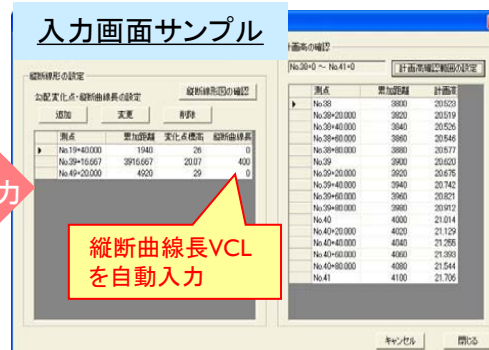 入力画面サンプル
計画高の確認
No.38+0 ～ No.41+0
計画高確認範囲の設定
縦断線形の設定
勾配変化点・縦断曲線長の設定
縦断線形図の確認
追加 変更 削除
測点 累加距離 変化点標高 縦断曲線長
No.19+40.000 1940 26 0
No.39+16.667 3916.667 20.07 400
No.49+20.000 4920 29 0
力
縦断曲線長VCL
を自動入力
測点 累加距離 計画高
No.38 3800 20.523
No.38+20.000 3820 20.519
No.38+40.000 3840 20.526
No.38+60.000 3860 20.546
No.38+80.000 3880 20.577
No.39 3900 20.620
No.39+20.000 3920 20.675
No.39+40.000 3940 20.742
No.39+60.000 3960 20.821
No.39+80.000 3980 20.912
No.40 4000 21.014
No.40+20.000 4020 21.129
No.40+40.000 4040 21.255
No.40+60.000 4060 21.393
No.40+80.000 4080 21.544
No.41 4100 21.706
キャンセル 閉じる